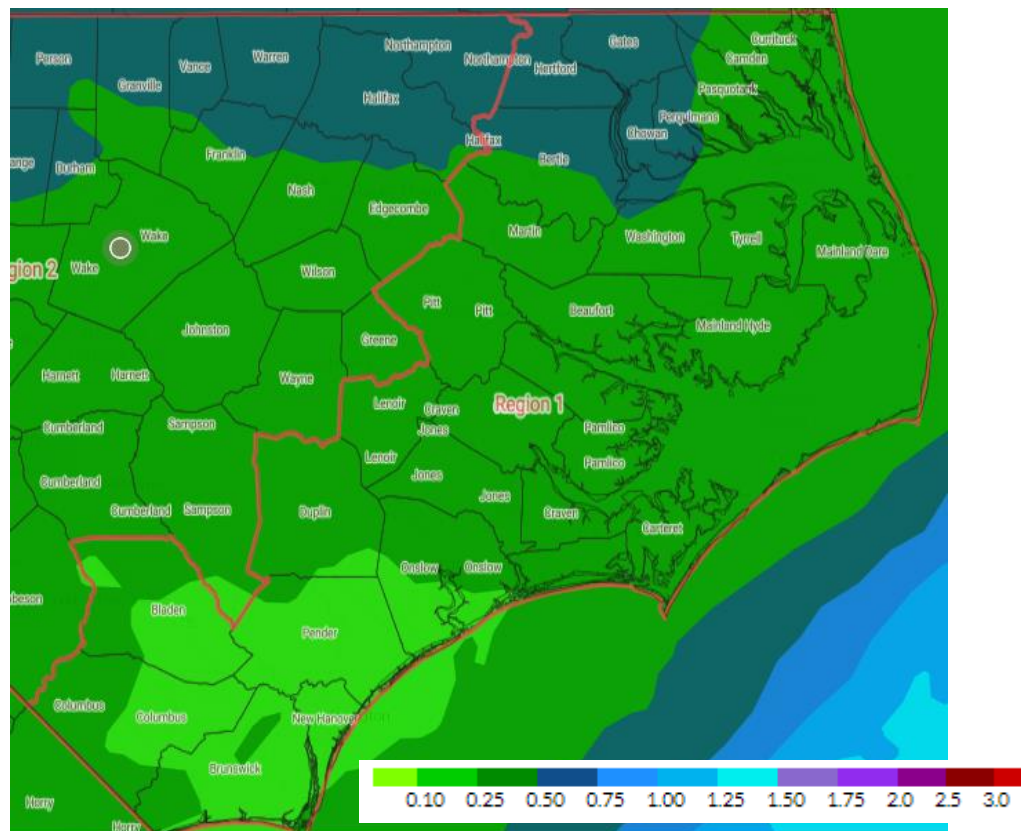 Currituck
Gates
Northampton
Camden
Warren
Person
Northampton
Hertford
Vance
Granville
Pasquotank
Halifax
Perquimans
Chowan
Halifax
Franklin
Bertie
ange
Durham
Nash
Edgecombe
Martin
Wake
Washington
Tyrrell
Mainland Dare
gion 2
Wake
Wilson
Pitt
Pitt
Beaufort
Mainland Hyde
Johnston
Greene
Harnett
Harnett
Wayne
Lenoir
Craven
Region 1
Cumberland
Sampson
Jones
Pamlico
Lenoir
Pamlico
Cumberland
Jones
Jones
Cumberland
Sampson
Duplin
Craven
Carteret
Onslow
Onslow
beson
Bladen
Pender
Columbus
Columbus
New Hanover
Brunswick
Horry
Horry
0.10 0.25 0.50 0.75 1.00 1.25 1.50 1.75 2.0 2.5 3.0